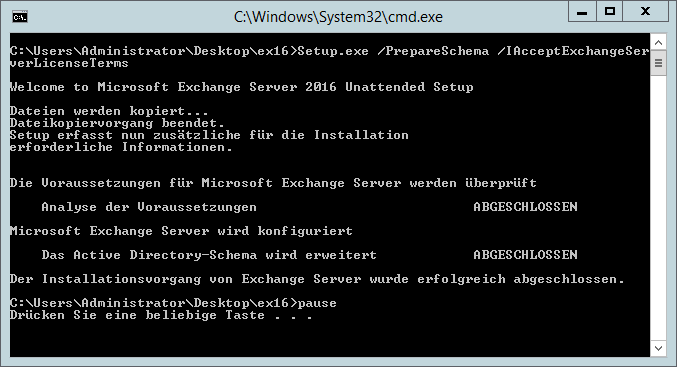 C:\Windows\System32\cmd.exe
C:\Users\Administrator\Desktop\ex16>Setup.exe /PrepareSchema /IAcceptExchangeSer
verLicenseTerms
Welcome to Microsoft Exchange Server 2016 Unattended Setup
Dateien werden kopiert...
Dateikopiervorgang beendet.
Setup erfasst nun zusätzliche für die Installation
erforderliche Informationen.
Die Voraussetzungen für Microsoft Exchange Server werden überprüft
Analyse der Voraussetzungen ABGESCHLOSSEN
Microsoft Exchange Server wird konfiguriert
Das Active Directory-Schema wird erweitert ABGESCHLOSSEN
Der Installationsvorgang von Exchange Server wurde erfolgreich abgeschlossen.
C:\Users\Administrator\Desktop\ex16>pause
Drücken Sie eine beliebige Taste . . .